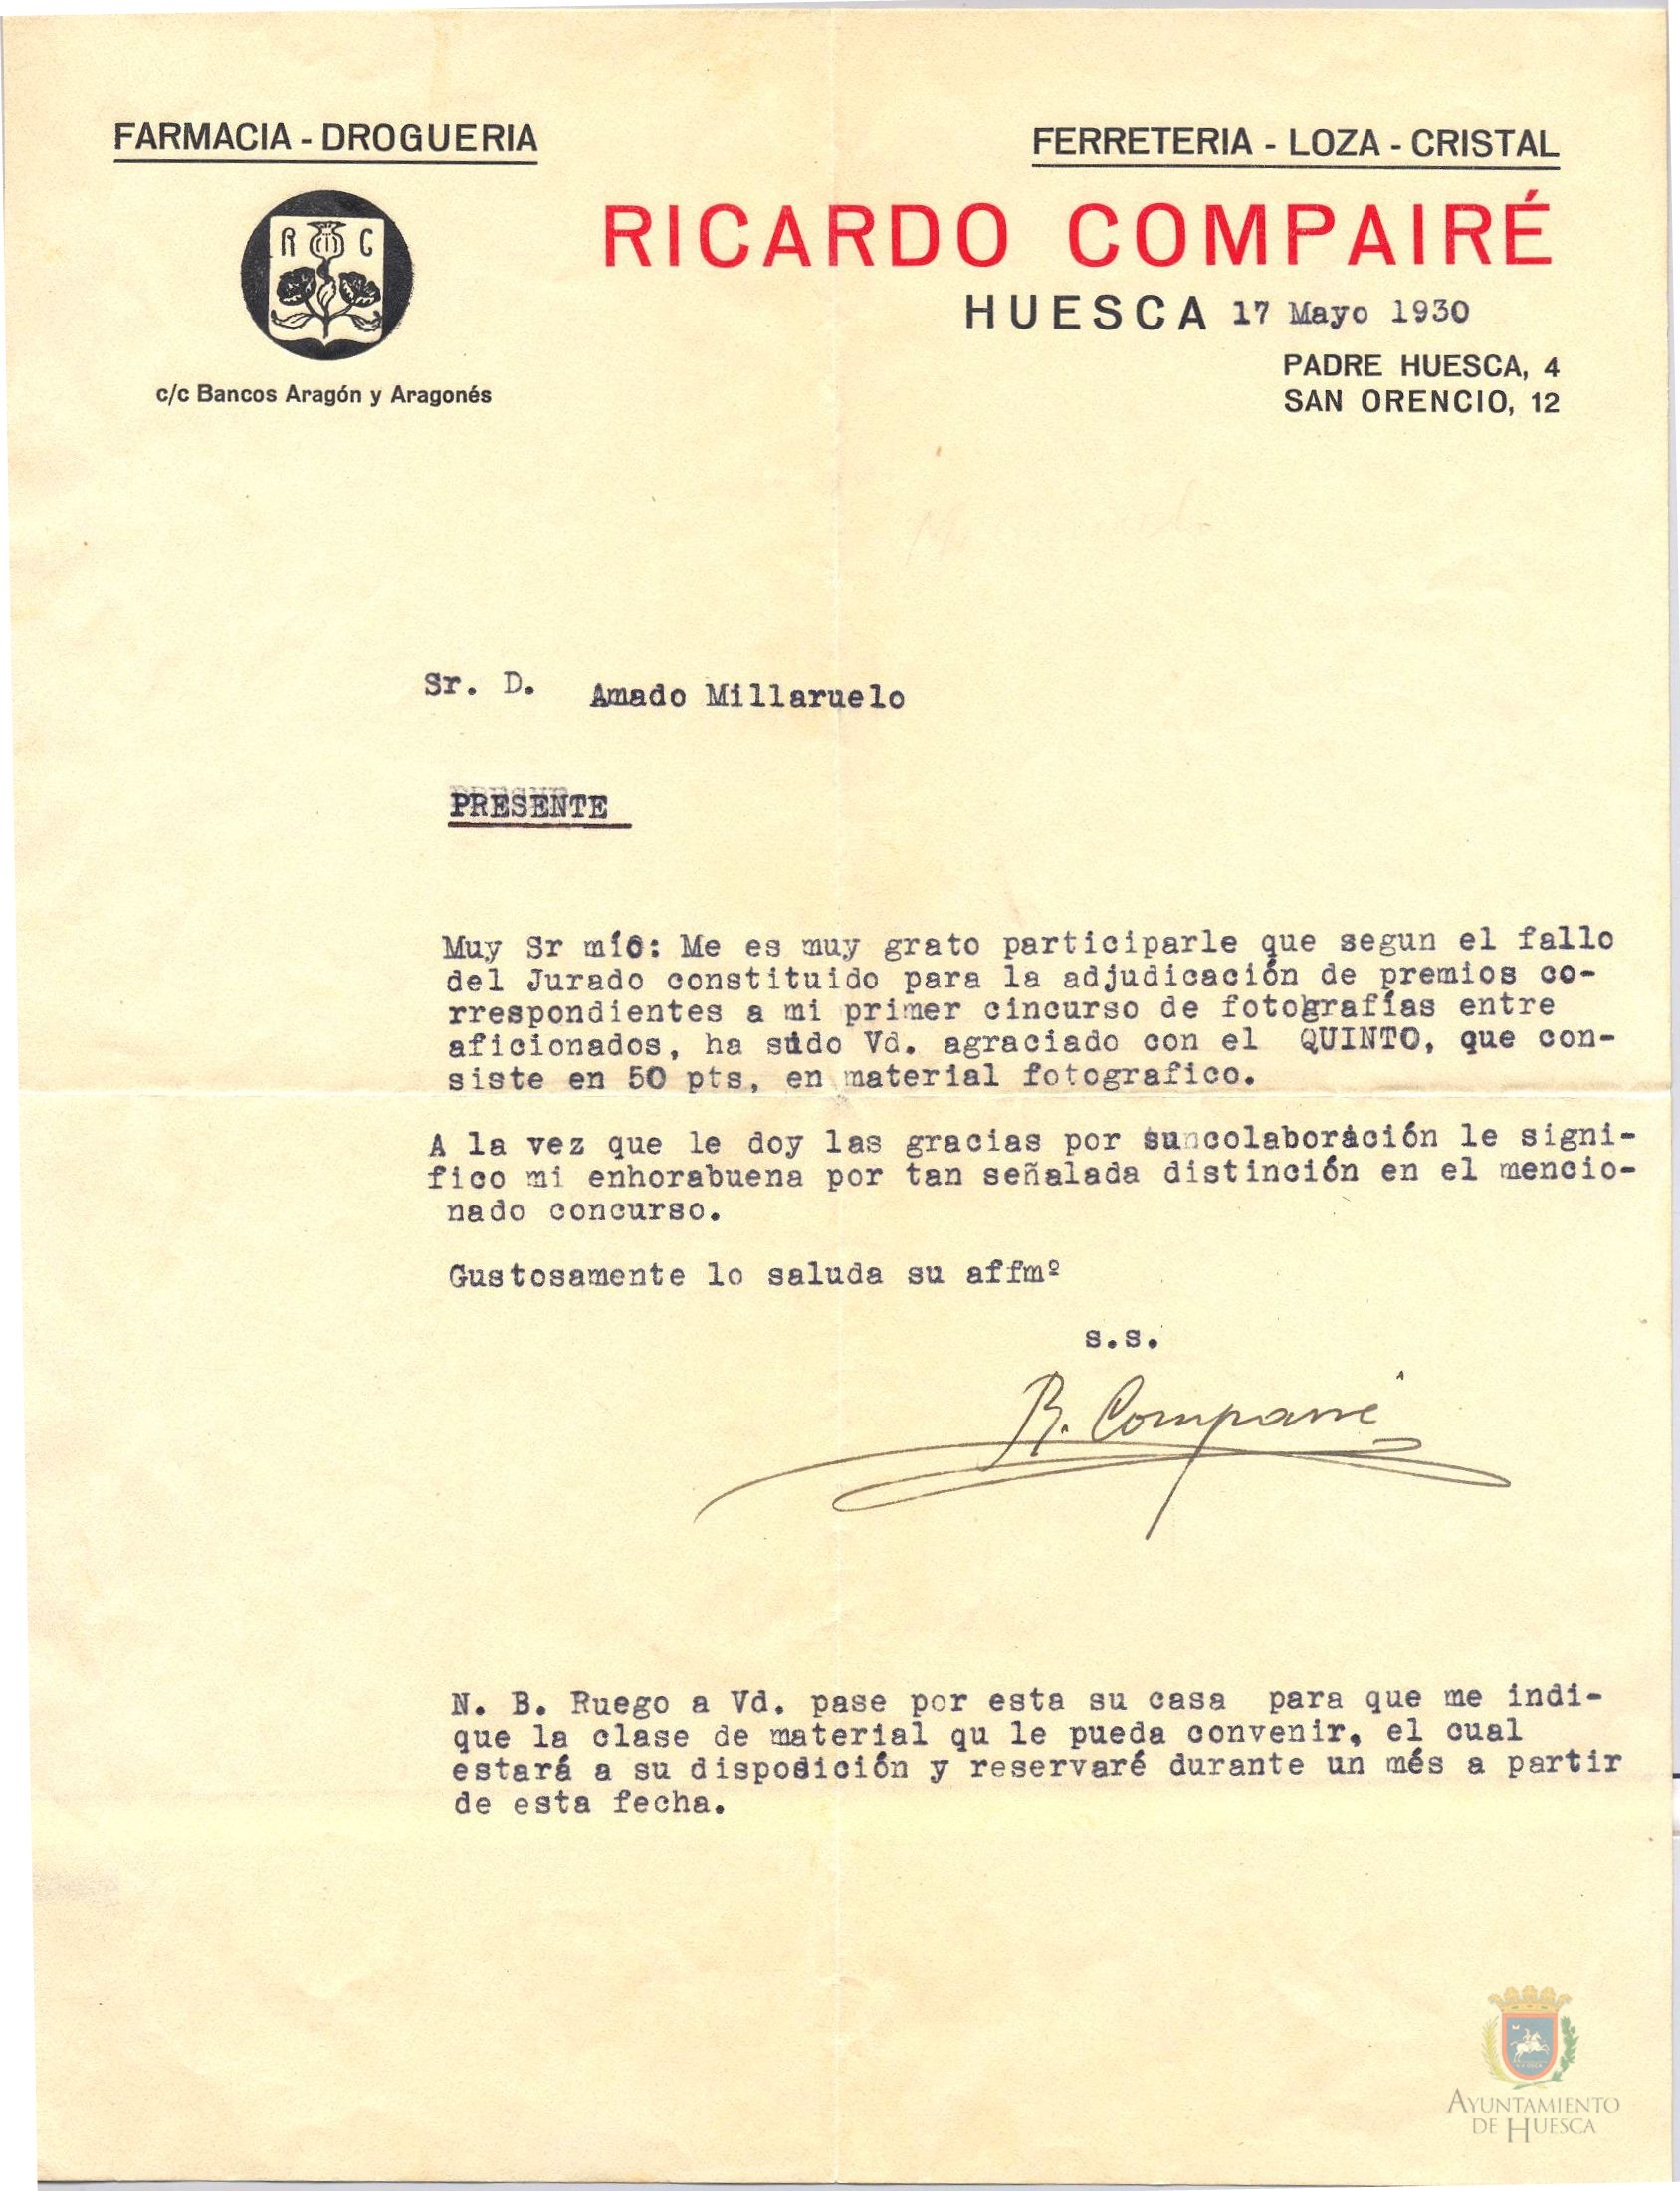 FARMACIA - DROGUERIA
FERRETERIA - LOZA - CRISTAL
R C
RICARDO COMPAIRÉ
HUESCA 17 Mayo 1930
c/c Bancos Aragón y Aragonés
PADRE HUESCA, 4
SAN ORENCIO, 12
Sr. D. Amado Millaruelo
PRESENTE
Muy Sr mío: Me es muy grato participarle que segun el fallo
del Jurado constituido para la adjudicación de premios co-
rrespondientes a mi primer cincurso de fotografías entre
aficionados, ha sido Vd. agraciado con el QUINTO, que con-
siste en 50 pts, en material fotografico.
A la vez que le doy las gracias por su colaboración le signi-
fico mi enhorabuena por tan señalada distinción en el mencio-
nado concurso.
Gustosamente lo saluda su affmº
s.s.
R. Compairé
N. B. Ruego a Vd. pase por esta su casa para que me indi-
que la clase de material qu le pueda convenir, el cual
estará a su disposición y reservaré durante un més a partir
de esta fecha.
AYUNTAMIENTO
DE HUESCA